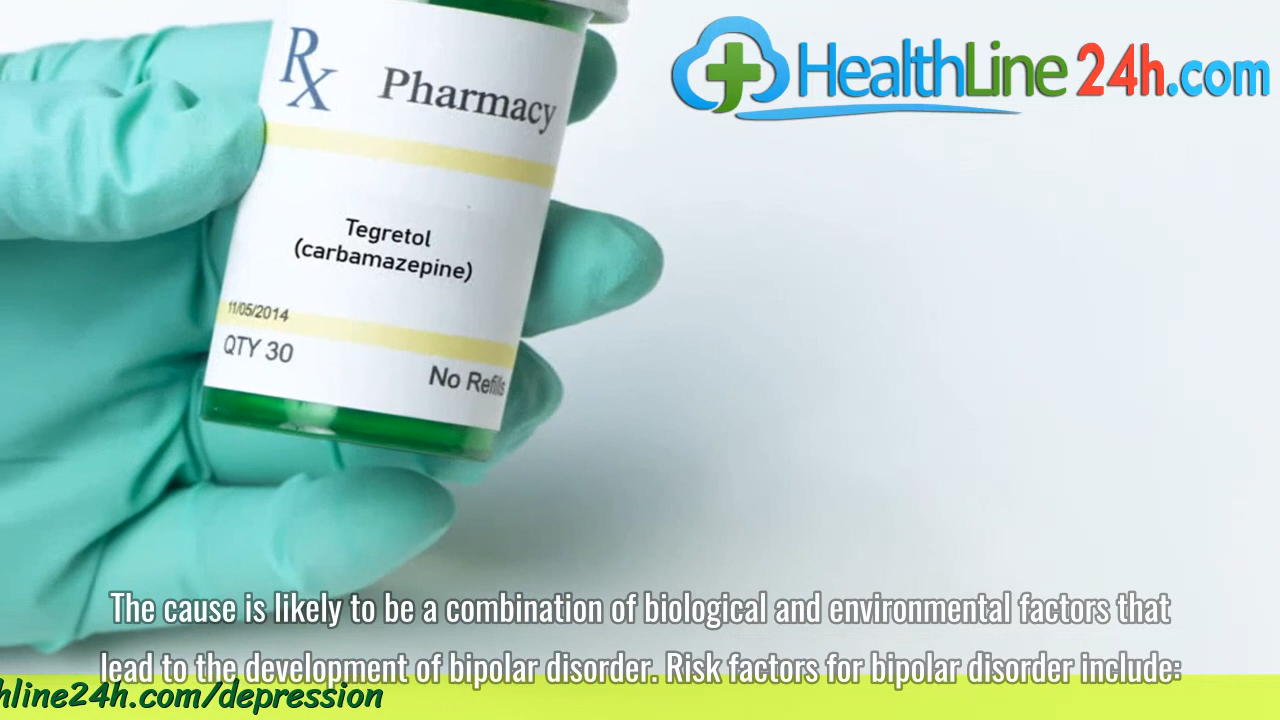 Rx
Pharmacy
Tegretol
(carbamazepine)
11/05/2014
QTY 30
No Refills
HealthLine24h.com
The cause is likely to be a combination of biological and environmental factors that
lead to the development of bipolar disorder. Risk factors for bipolar disorder include:
hline24h.com/depression